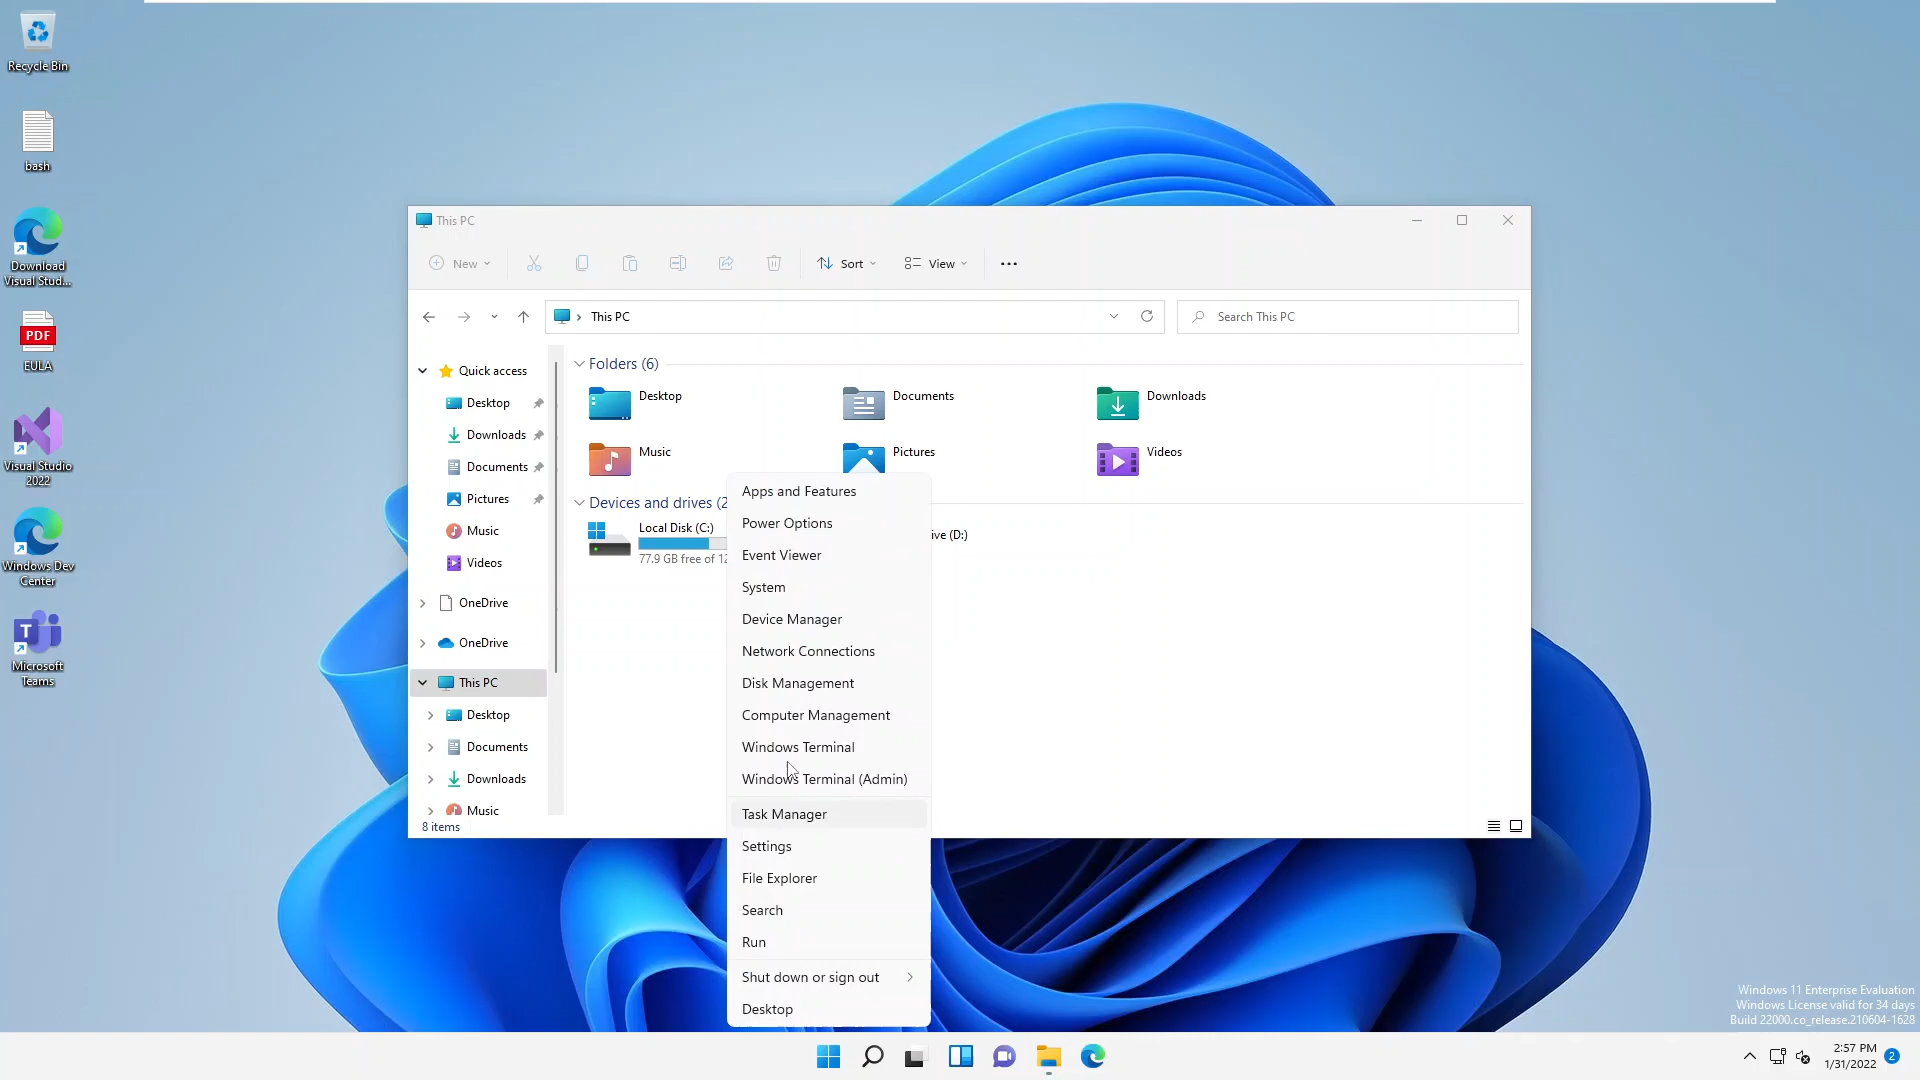 Recycle Bin
bash
Download
Visual Stud...
PDF
EULA
Visual Studio
2022
Windows Dev
Center
Microsoft
Teams
This PC
New
Sort
View
This PC
Search This PC
Quick access
Desktop
Downloads
Documents
Pictures
Music
Videos
OneDrive
OneDrive
This PC
Desktop
Documents
Downloads
Music
8 items
Folders (6)
Desktop
Documents
Downloads
Music
Pictures
Videos
Devices and drives (2
Local Disk (C:)
77.9 GB free of 12
ive (D:)
Apps and Features
Power Options
Event Viewer
System
Device Manager
Network Connections
Disk Management
Computer Management
Windows Terminal
Windows Terminal (Admin)
Task Manager
Settings
File Explorer
Search
Run
Shut down or sign out
Desktop
Windows 11 Enterprise Evaluation
Windows License valid for 34 days
Build 22000.co_release.210604-1628
2:57 PM
1/31/2022
2